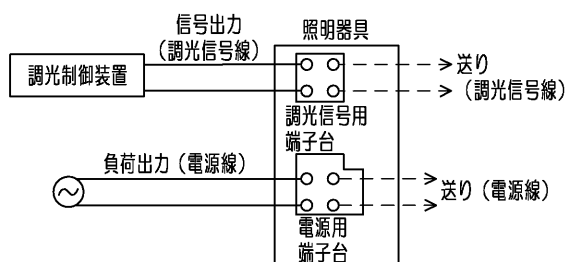 信号出力
（調光信号線）
照明器具
調光制御装置
送り
（調光信号線）
調光信号用
端子台
負荷出力（電源線）
送り（電源線）
電源用
端子台